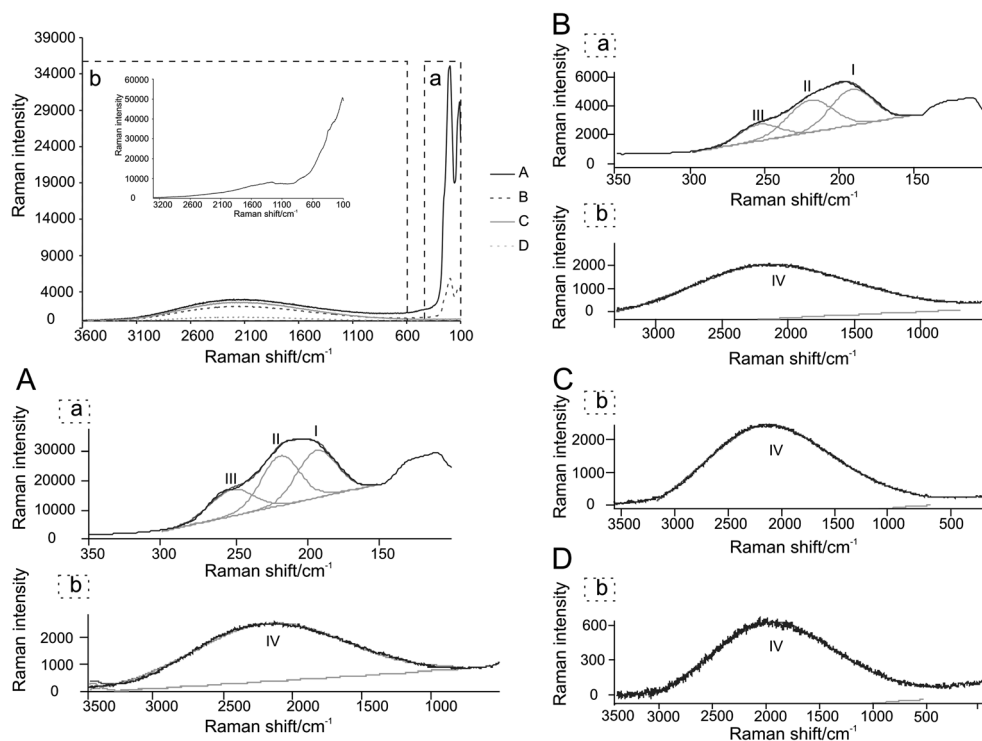 39000
34000
29000
24000
19000
14000
9000
4000
0
Raman intensity
3600 3100 2600 2100 1600 1100 600 100
Raman shift/cm-1
b
a
60000
50000
40000
30000
20000
10000
0
Raman intensity
3200 2600 2100 1600 1100 600 100
Raman shift/cm-1
A
B
C
D
B
a
6000
4000
2000
0
Raman intensity
I
II
III
350 300 250 200 150
Raman shift/cm-1
b
2000
1000
0
Raman intensity
IV
3000 2500 2000 1500 1000
Raman shift/cm-1
A
a
30000
20000
10000
0
Raman intensity
I
II
III
350 300 250 200 150
Raman shift/cm-1
b
2000
1000
0
Raman intensity
IV
3500 3000 2500 2000 1500 1000
Raman shift/cm-1
C
b
2000
1000
0
Raman intensity
IV
3500 3000 2500 2000 1500 1000 500
Raman shift/cm-1
D
b
600
300
0
Raman intensity
IV
3500 3000 2500 2000 1500 1000 500 0
Raman shift/cm-1